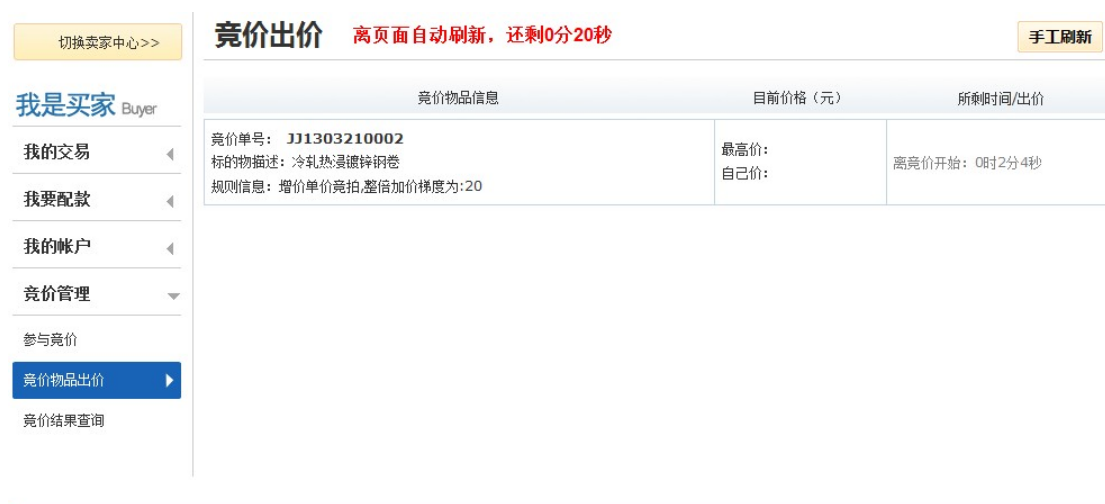 切换卖家中心>>
竞价出价 离页面自动刷新，还剩0分20秒 手工刷新
我是买家 Buyer
我的交易
我要配款
我的帐户
竞价管理
参与竞价
竞价物品出价
竞价结果查询
竞价物品信息 目前价格（元） 所剩时间/出价
竞价单号： JJ1303210002
标的物描述：冷轧热浸镀锌钢卷
规则信息：增价单价竞拍,整倍加价梯度为:20
最高价：
自己价：
离竞价开始：0时2分4秒